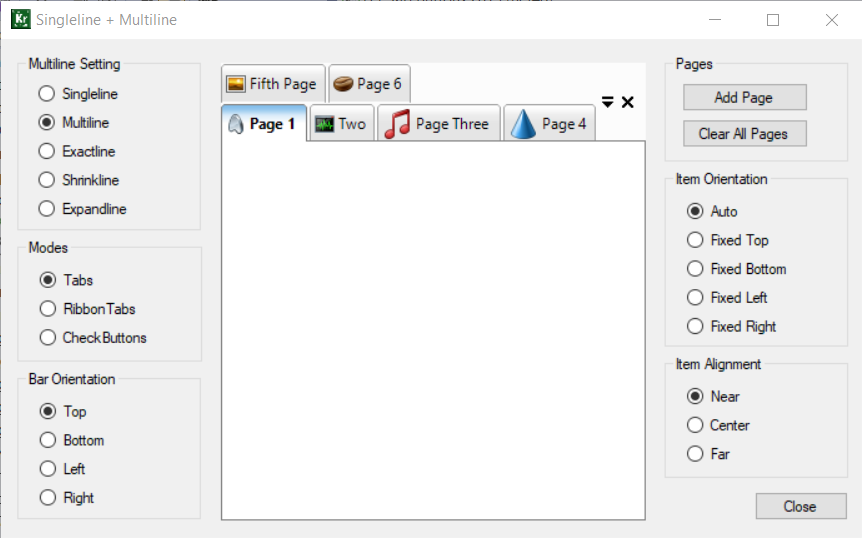 Kr Singleline + Multiline
Multiline Setting
Singleline
Multiline
Exactline
Shrinkline
Expandline
Modes
Tabs
RibbonTabs
CheckButtons
Bar Orientation
Top
Bottom
Left
Right
Fifth Page
Page 6
Page 1
Two
Page Three
Page 4
Pages
Add Page
Clear All Pages
Item Orientation
Auto
Fixed Top
Fixed Bottom
Fixed Left
Fixed Right
Item Alignment
Near
Center
Far
Close